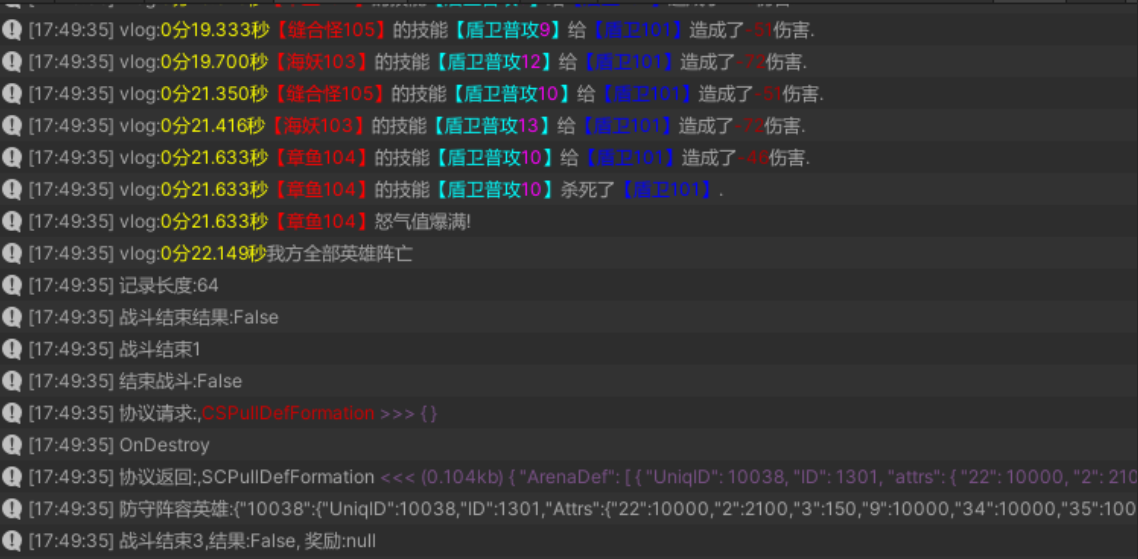 [17:49:35] vlog:0分19.333秒【缝合怪105】的技能【盾卫普攻9】给【盾卫101】造成了-51伤害.
[17:49:35] vlog:0分19.700秒【海妖103】的技能【盾卫普攻12】给【盾卫101】造成了-72伤害.
[17:49:35] vlog:0分21.350秒【缝合怪105】的技能【盾卫普攻10】给【盾卫101】造成了-51伤害.
[17:49:35] vlog:0分21.416秒【海妖103】的技能【盾卫普攻13】给【盾卫101】造成了-72伤害.
[17:49:35] vlog:0分21.633秒【章鱼104】的技能【盾卫普攻10】给【盾卫101】造成了-46伤害.
[17:49:35] vlog:0分21.633秒【章鱼104】的技能【盾卫普攻10】杀死了【盾卫101】.
[17:49:35] vlog:0分21.633秒【章鱼104】怒气值爆满!
[17:49:35] vlog:0分22.149秒我方全部英雄阵亡
[17:49:35] 记录长度:64
[17:49:35] 战斗结束结果:False
[17:49:35] 战斗结束1
[17:49:35] 结束战斗:False
[17:49:35] 协议请求:,CSPullDefFormation >>> {}
[17:49:35] OnDestroy
[17:49:35] 协议返回:,SCPullDefFormation <<< (0.104kb) { "ArenaDef": [ { "UniqID": 10038, "ID": 1301, "attrs": { "22": 10000, "2": 210
[17:49:35] 防守阵容英雄:{"10038":{"UniqID":10038,"ID":1301,"Attrs":{"22":10000,"2":2100,"3":150,"9":10000,"34":10000,"35":100
[17:49:35] 战斗结束3,结果:False, 奖励:null